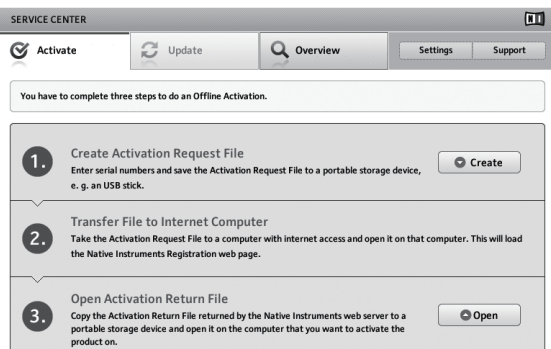 SERVICE CENTER
NI
Activate
Update
Overview
Settings
Support
You have to complete three steps to do an Offline Activation.
1.
Create Activation Request File
Enter serial numbers and save the Activation Request File to a portable storage device,
e. g. an USB stick.
Create
2.
Transfer File to Internet Computer
Take the Activation Request File to a computer with internet access and open it on that computer. This will load
the Native Instruments Registration web page.
3.
Open Activation Return File
Copy the Activation Return File returned by the Native Instruments web server to a
portable storage device and open it on the computer that you want to activate the
product on.
Open